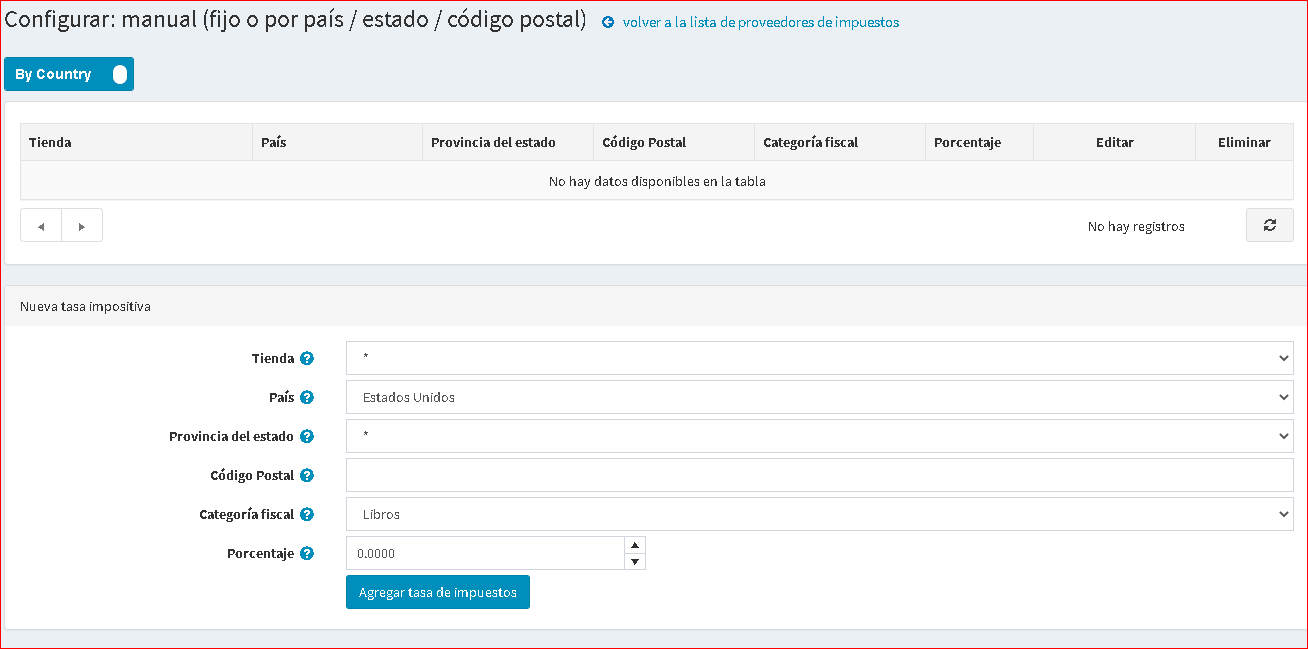 Configurar: manual (fijo o por país / estado / código postal) volver a la lista de proveedores de impuestos
By Country
Tienda País Provincia del estado Código Postal Categoría fiscal Porcentaje Editar Eliminar
No hay datos disponibles en la tabla
No hay registros
Nueva tasa impositiva
Tienda ? *
País ? Estados Unidos
Provincia del estado ? *
Código Postal ?
Categoría fiscal ? Libros
Porcentaje ? 0.0000
Agregar tasa de impuestos